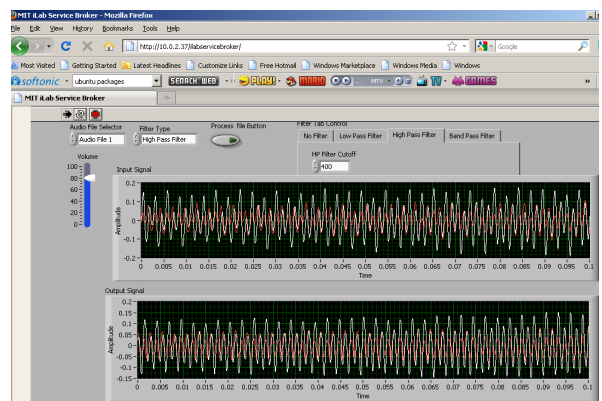 MIT iLab Service Broker - Mozilla Firefox
File Edit View History Bookmarks Tools Help
http://10.0.2.37/ilabservicebroker/
Google
Most Visited Getting Started Latest Headlines Customize Links Free Hotmail Windows Marketplace Windows Media Windows
softonic ubuntu packages SEARCH WEB PLAY! MARIO MTV TV GAMES »
MIT iLab Service Broker
Audio File Selector Filter Type Process file Button Filter Tab Control
Audio File 1 High Pass Filter
No Filter Low Pass Filter High Pass Filter Band Pass Filter
Volume
HP Filter Cutoff
400
100
80
60
40
20
0
Input Signal
Amplitude
0.2
0.1
0
-0.1
-0.2
0 0.005 0.01 0.015 0.02 0.025 0.03 0.035 0.04 0.045 0.05 0.055 0.06 0.065 0.07 0.075 0.08 0.085 0.09 0.095 0.1
Time
Output Signal
Amplitude
0.2
0.15
0.1
0.05
0
-0.05
-0.1
-0.15
0 0.005 0.01 0.015 0.02 0.025 0.03 0.035 0.04 0.045 0.05 0.055 0.06 0.065 0.07 0.075 0.08 0.085 0.09 0.095 0.1
Time